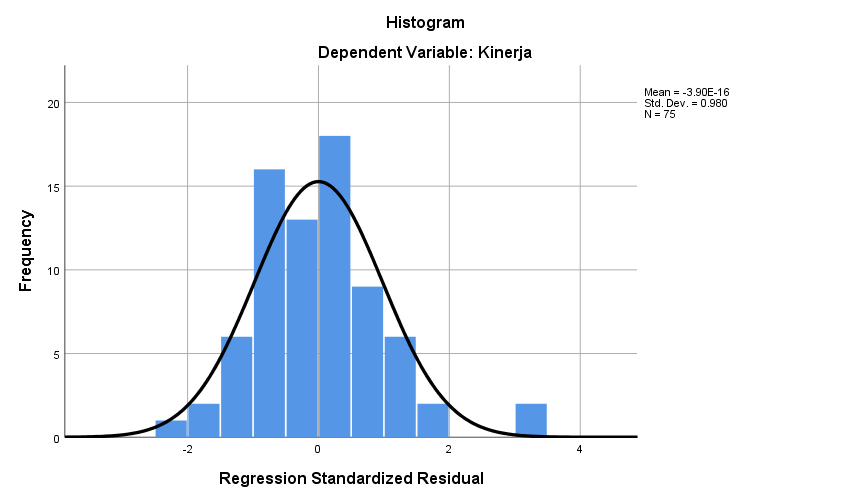 Histogram
Dependent Variable: Kinerja
Mean = -3.90E-16
Std. Dev. = 0.980
N = 75
Frequency
20
15
10
5
0
-2
0
2
4
Regression Standardized Residual